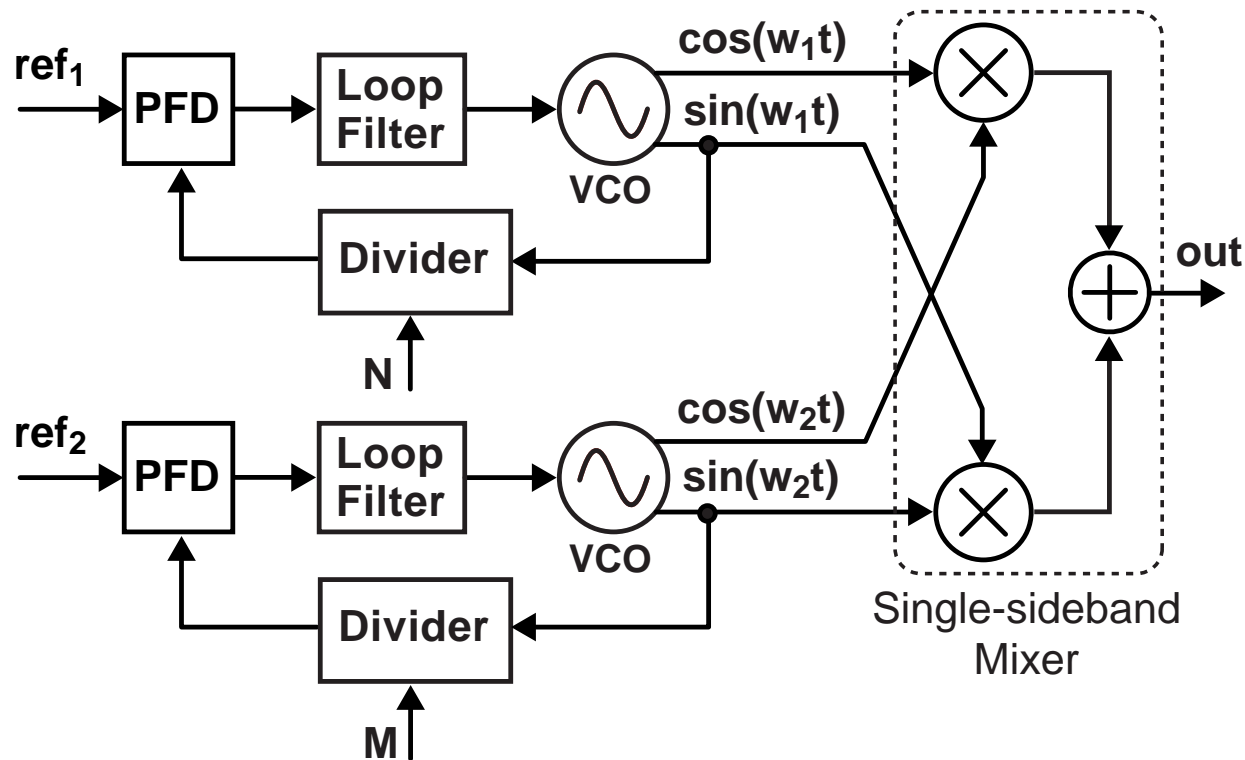 cos(w1t)
ref1
PFD
Loop
Filter
sin(w1t)
VCO
Divider
out
N
cos(w2t)
ref2
PFD
Loop
Filter
sin(w2t)
VCO
Divider
Single-sideband
Mixer
M